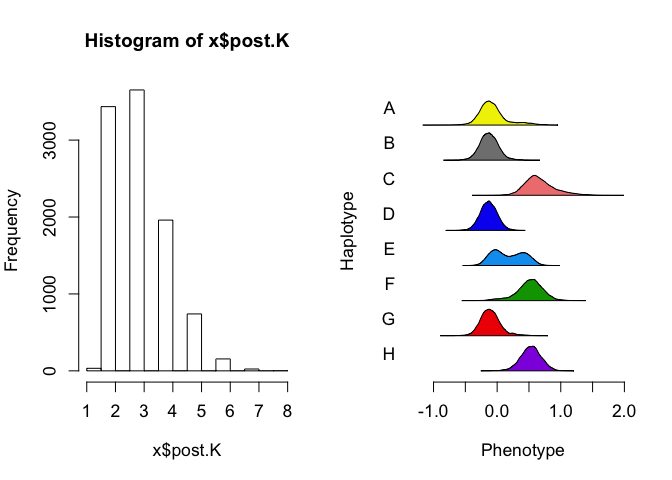 Histogram of x$post.K
Frequency
0
1000
2000
3000
1 2 3 4 5 6 7 8
x$post.K
Haplotype
A
B
C
D
E
F
G
H
-1.0 0.0 1.0 2.0
Phenotype